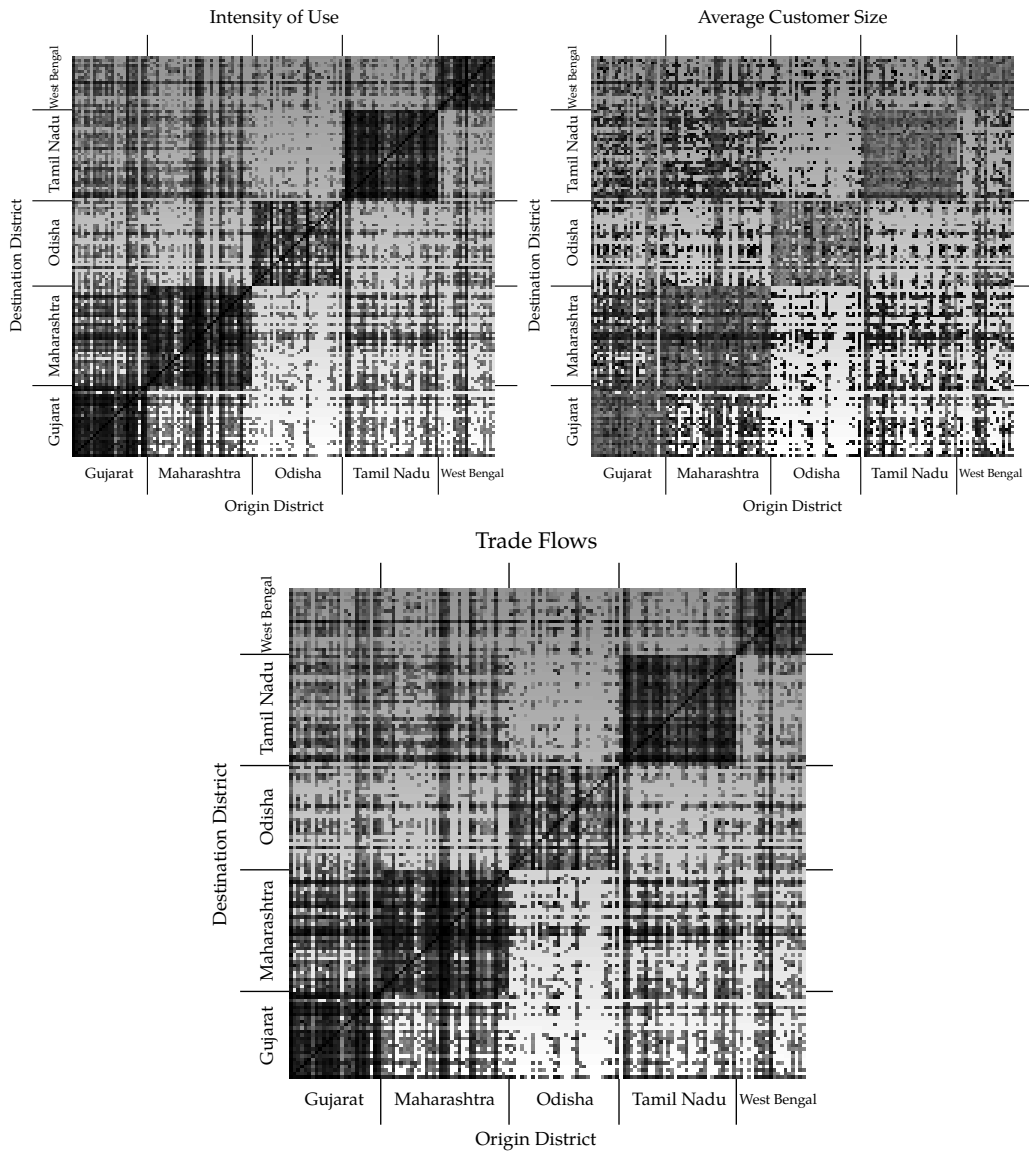 Intensity of Use
West Bengal
Tamil Nadu
Odisha
Maharashtra
Gujarat
Destination District
Gujarat Maharashtra Odisha Tamil Nadu West Bengal
Origin District
Average Customer Size
West Bengal
Tamil Nadu
Odisha
Maharashtra
Gujarat
Destination District
Gujarat Maharashtra Odisha Tamil Nadu West Bengal
Origin District
Trade Flows
West Bengal
Tamil Nadu
Odisha
Maharashtra
Gujarat
Destination District
Gujarat Maharashtra Odisha Tamil Nadu West Bengal
Origin District